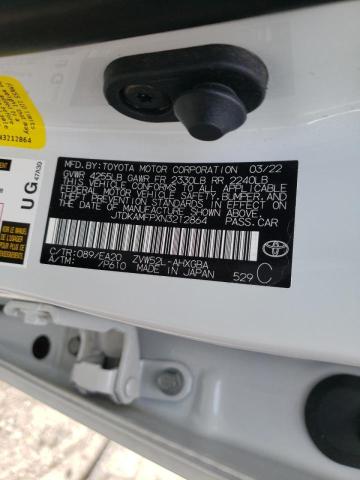 N3212864
47A30
UG
MFD.BY:TOYOTA MOTOR CORPORATION 03/22
GVWR 4255LB GAWR FR 2330LB RR 2240LB
THIS VEHICLE CONFORMS TO ALL APPLICABLE
FEDERAL MOTOR VEHICLE SAFETY,BUMPER, AND
THEFT PREVENTION STANDARDS IN EFFECT ON
THE DATE OF MANUFACTURE SHOWN ABOVE.
JTDKAMFPXN3212864 PASS.CAR
C/TR:089/EA20 ZVW52L-AHXGBA
A/TM: /P610 MADE IN JAPAN 529 C